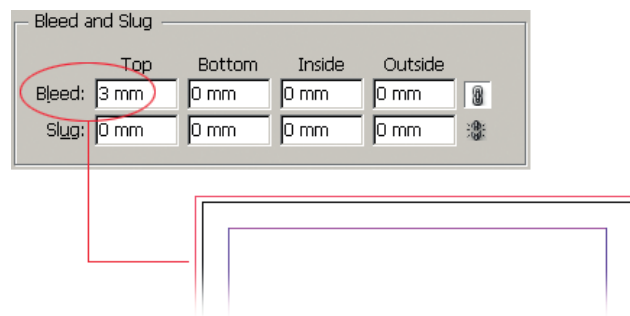 Bleed and Slug
Top Bottom Inside Outside
Bleed: 3 mm 0 mm 0 mm 0 mm
Slug: 0 mm 0 mm 0 mm 0 mm